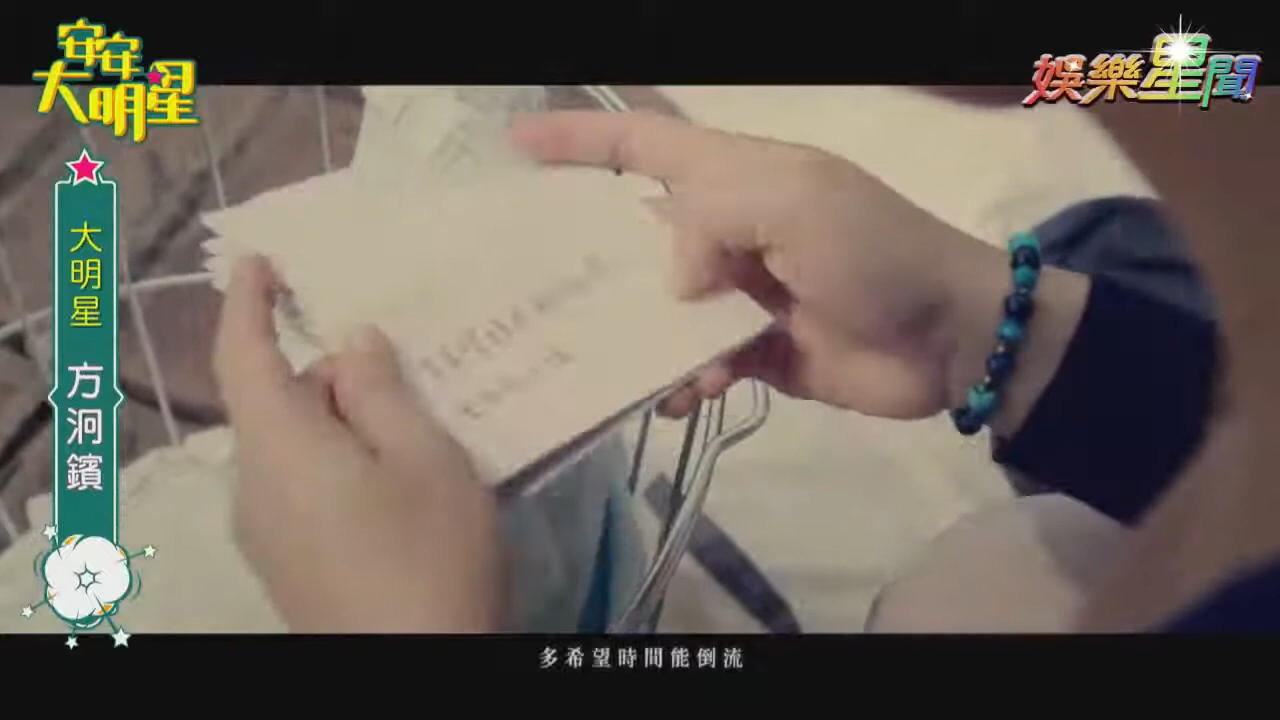 安安
大明星
娛樂星聞
大明星 方泂鑌
多希望時間能倒流